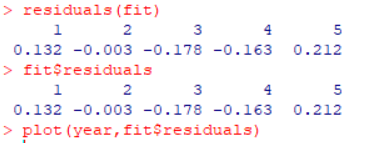 > residuals(fit)
1 2 3 4 5
0.132 -0.003 -0.178 -0.163 0.212
> fit$residuals
1 2 3 4 5
0.132 -0.003 -0.178 -0.163 0.212
> plot(year,fit$residuals)